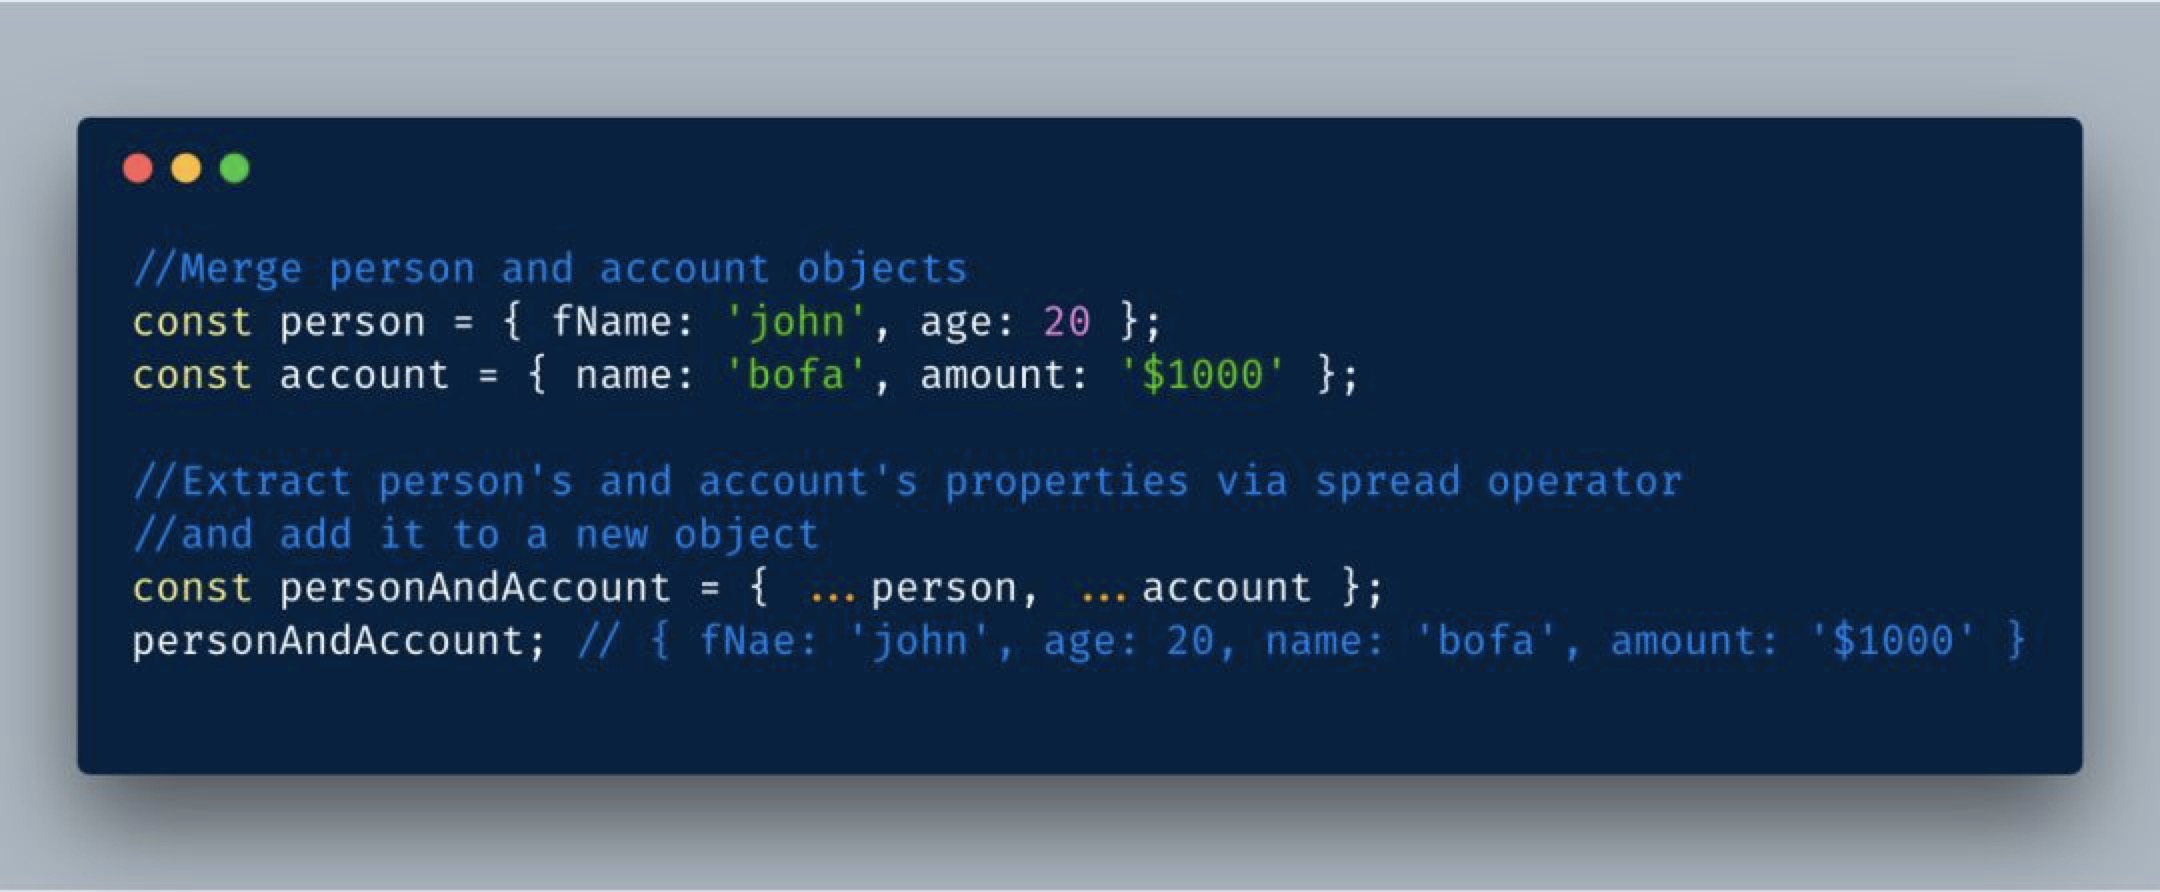 //Merge person and account objects
const person = { fName: 'john', age: 20 };
const account = { name: 'bofa', amount: '$1000' };
//Extract person's and account's properties via spread operator
//and add it to a new object
const personAndAccount = { ...person, ...account };
personAndAccount; // { fNae: 'john', age: 20, name: 'bofa', amount: '$1000' }